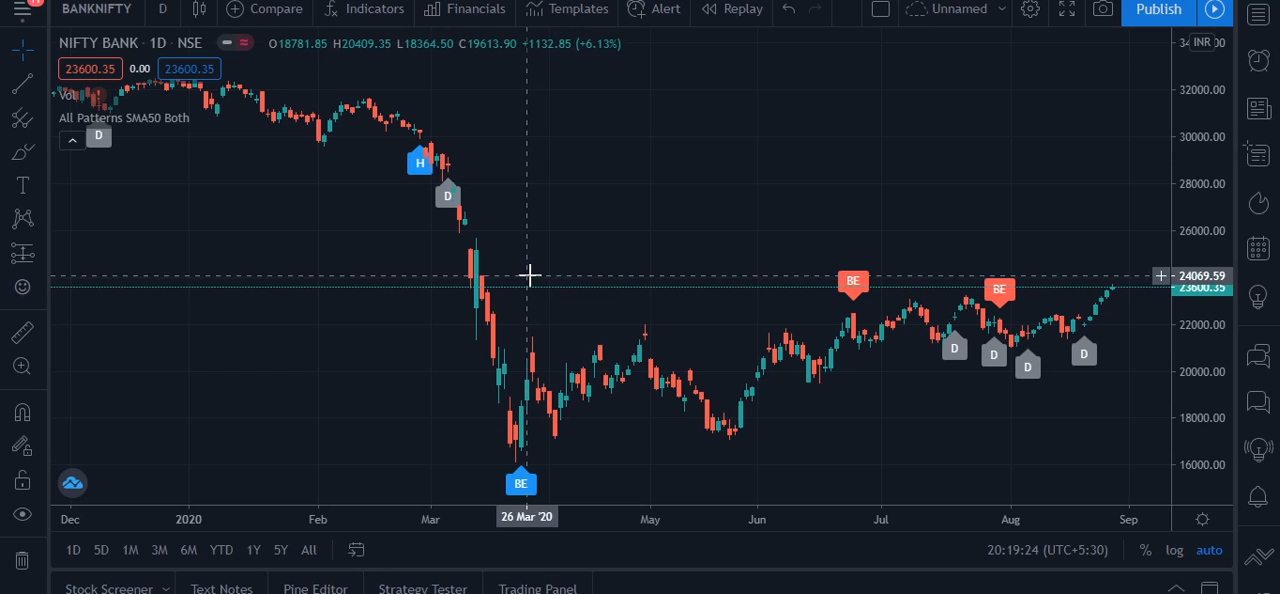 11
BANKNIFTY D Compare Indicators Financials Templates Alert Replay Unnamed Publish
NIFTY BANK · 1D · NSE O18781.85 H20409.35 L18364.50 C19613.90 +1132.85 (+6.13%)
INR
23600.35 0.00 23600.35
Vol !
All Patterns SMA50 Both
D
H
D
BE
BE
BE
D
D
D
D
32000.00
30000.00
28000.00
26000.00
24069.59
23600.35
22000.00
20000.00
18000.00
16000.00
Dec 2020 Feb Mar 26 Mar '20 May Jun Jul Aug Sep
1D 5D 1M 3M 6M YTD 1Y 5Y All 20:19:24 (UTC+5:30) % log auto
Stock Screener Text Notes Pine Editor Strategy Tester Trading Panel